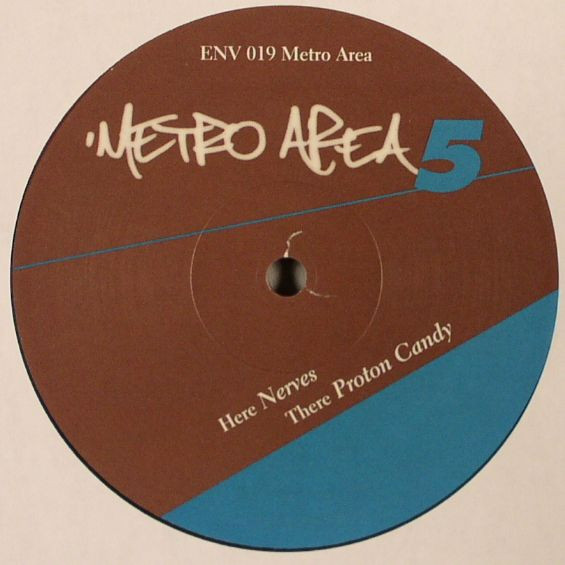 ENV 019 Metro Area
METRO AREA 5
Here Nerves
There Proton Candy